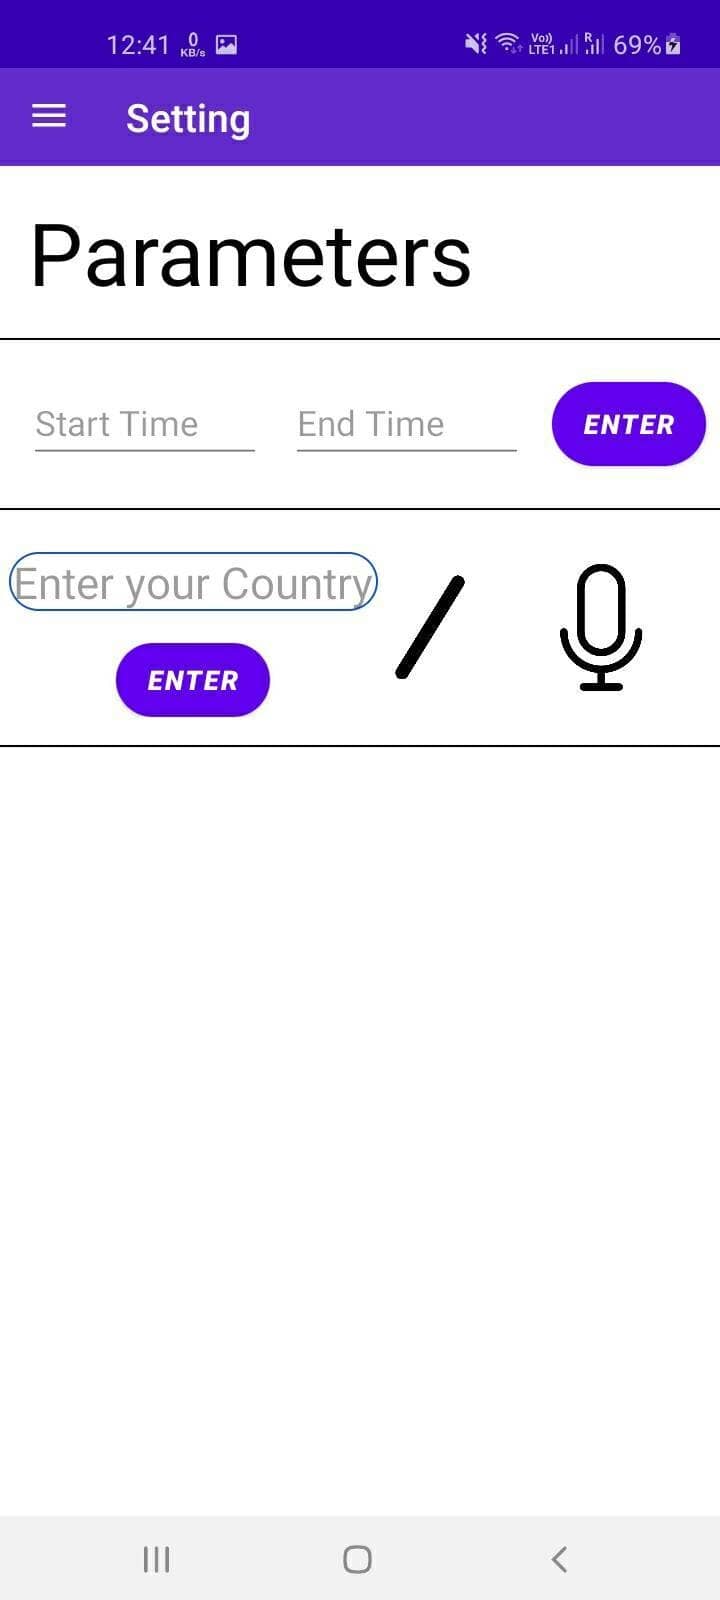 12:41 0 KB/s Vo)) LTE1 R 69%
Setting
Parameters
Start Time End Time ENTER
Enter your Country
ENTER